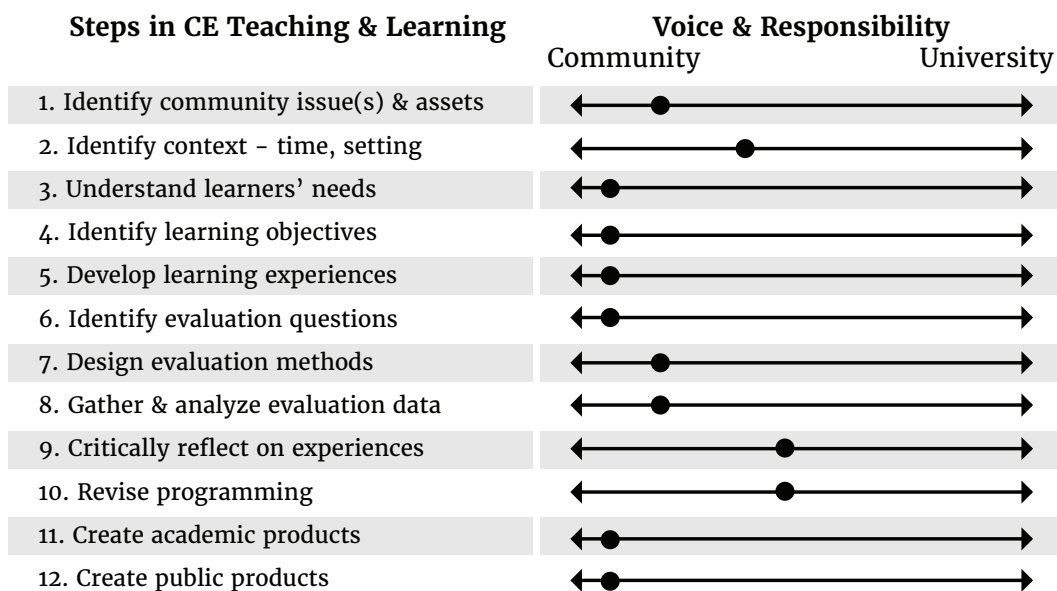 Steps in CE Teaching & Learning
Voice & Responsibility
Community University
1. Identify community issue(s) & assets
2. Identify context - time, setting
3. Understand learners’ needs
4. Identify learning objectives
5. Develop learning experiences
6. Identify evaluation questions
7. Design evaluation methods
8. Gather & analyze evaluation data
9. Critically reflect on experiences
10. Revise programming
11. Create academic products
12. Create public products